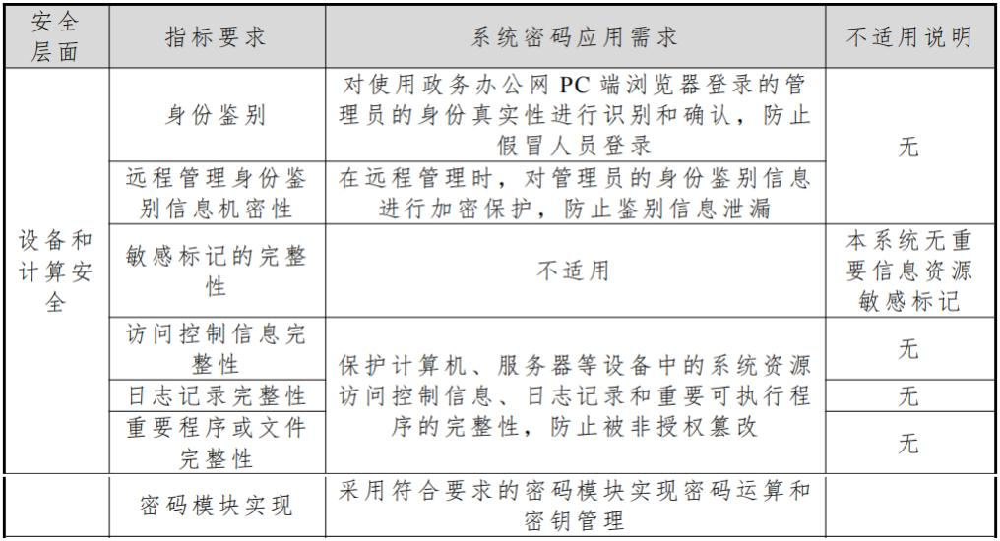 安全
层面
指标要求
系统密码应用需求
不适用说明
设备和
计算安
全
身份鉴别
对使用政务办公网 PC 端浏览器登录的管
理员的身份真实性进行识别和确认，防止
假冒人员登录
无
远程管理身份鉴
别信息机密性
在远程管理时，对管理员的身份鉴别信息
进行加密保护，防止鉴别信息泄漏
敏感标记的完整
性
不适用
本系统无重
要信息资源
敏感标记
访问控制信息完
整性
保护计算机、服务器等设备中的系统资源
访问控制信息、日志记录和重要可执行程
序的完整性，防止被非授权篡改
无
日志记录完整性
无
重要程序或文件
完整性
无
密码模块实现
采用符合要求的密码模块实现密码运算和
密钥管理